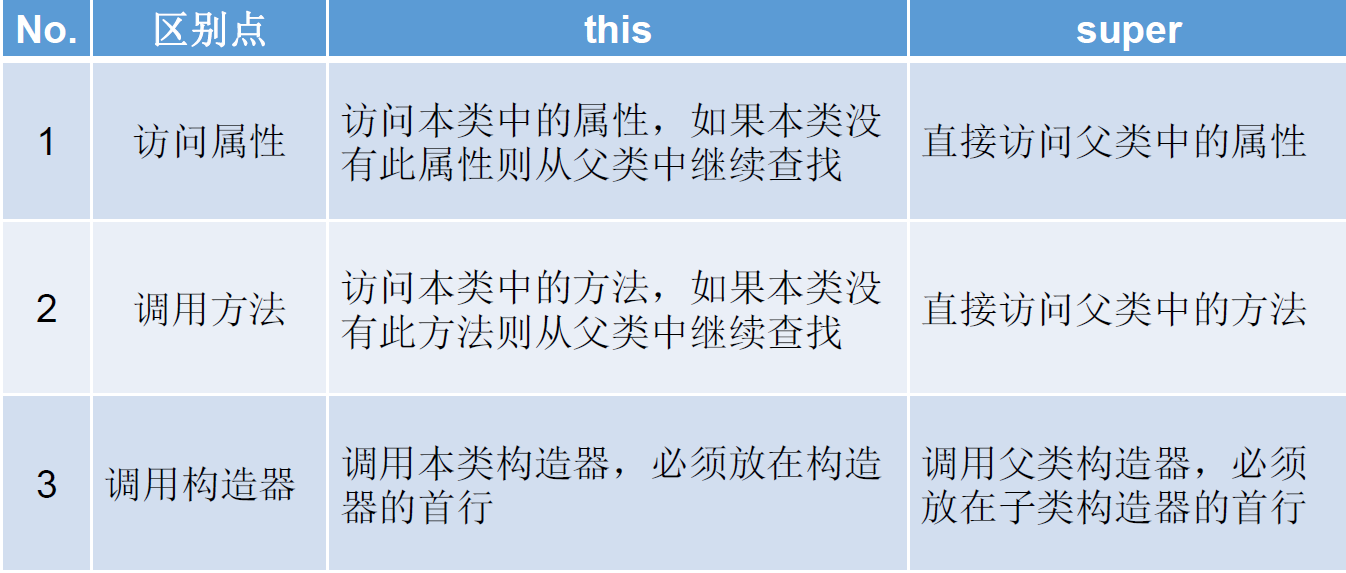 No. 区别点 this super
1 访问属性 访问本类中的属性，如果本类没有此属性则从父类中继续查找 直接访问父类中的属性
2 调用方法 访问本类中的方法，如果本类没有此方法则从父类中继续查找 直接访问父类中的方法
3 调用构造器 调用本类构造器，必须放在构造器的首行 调用父类构造器，必须放在子类构造器的首行